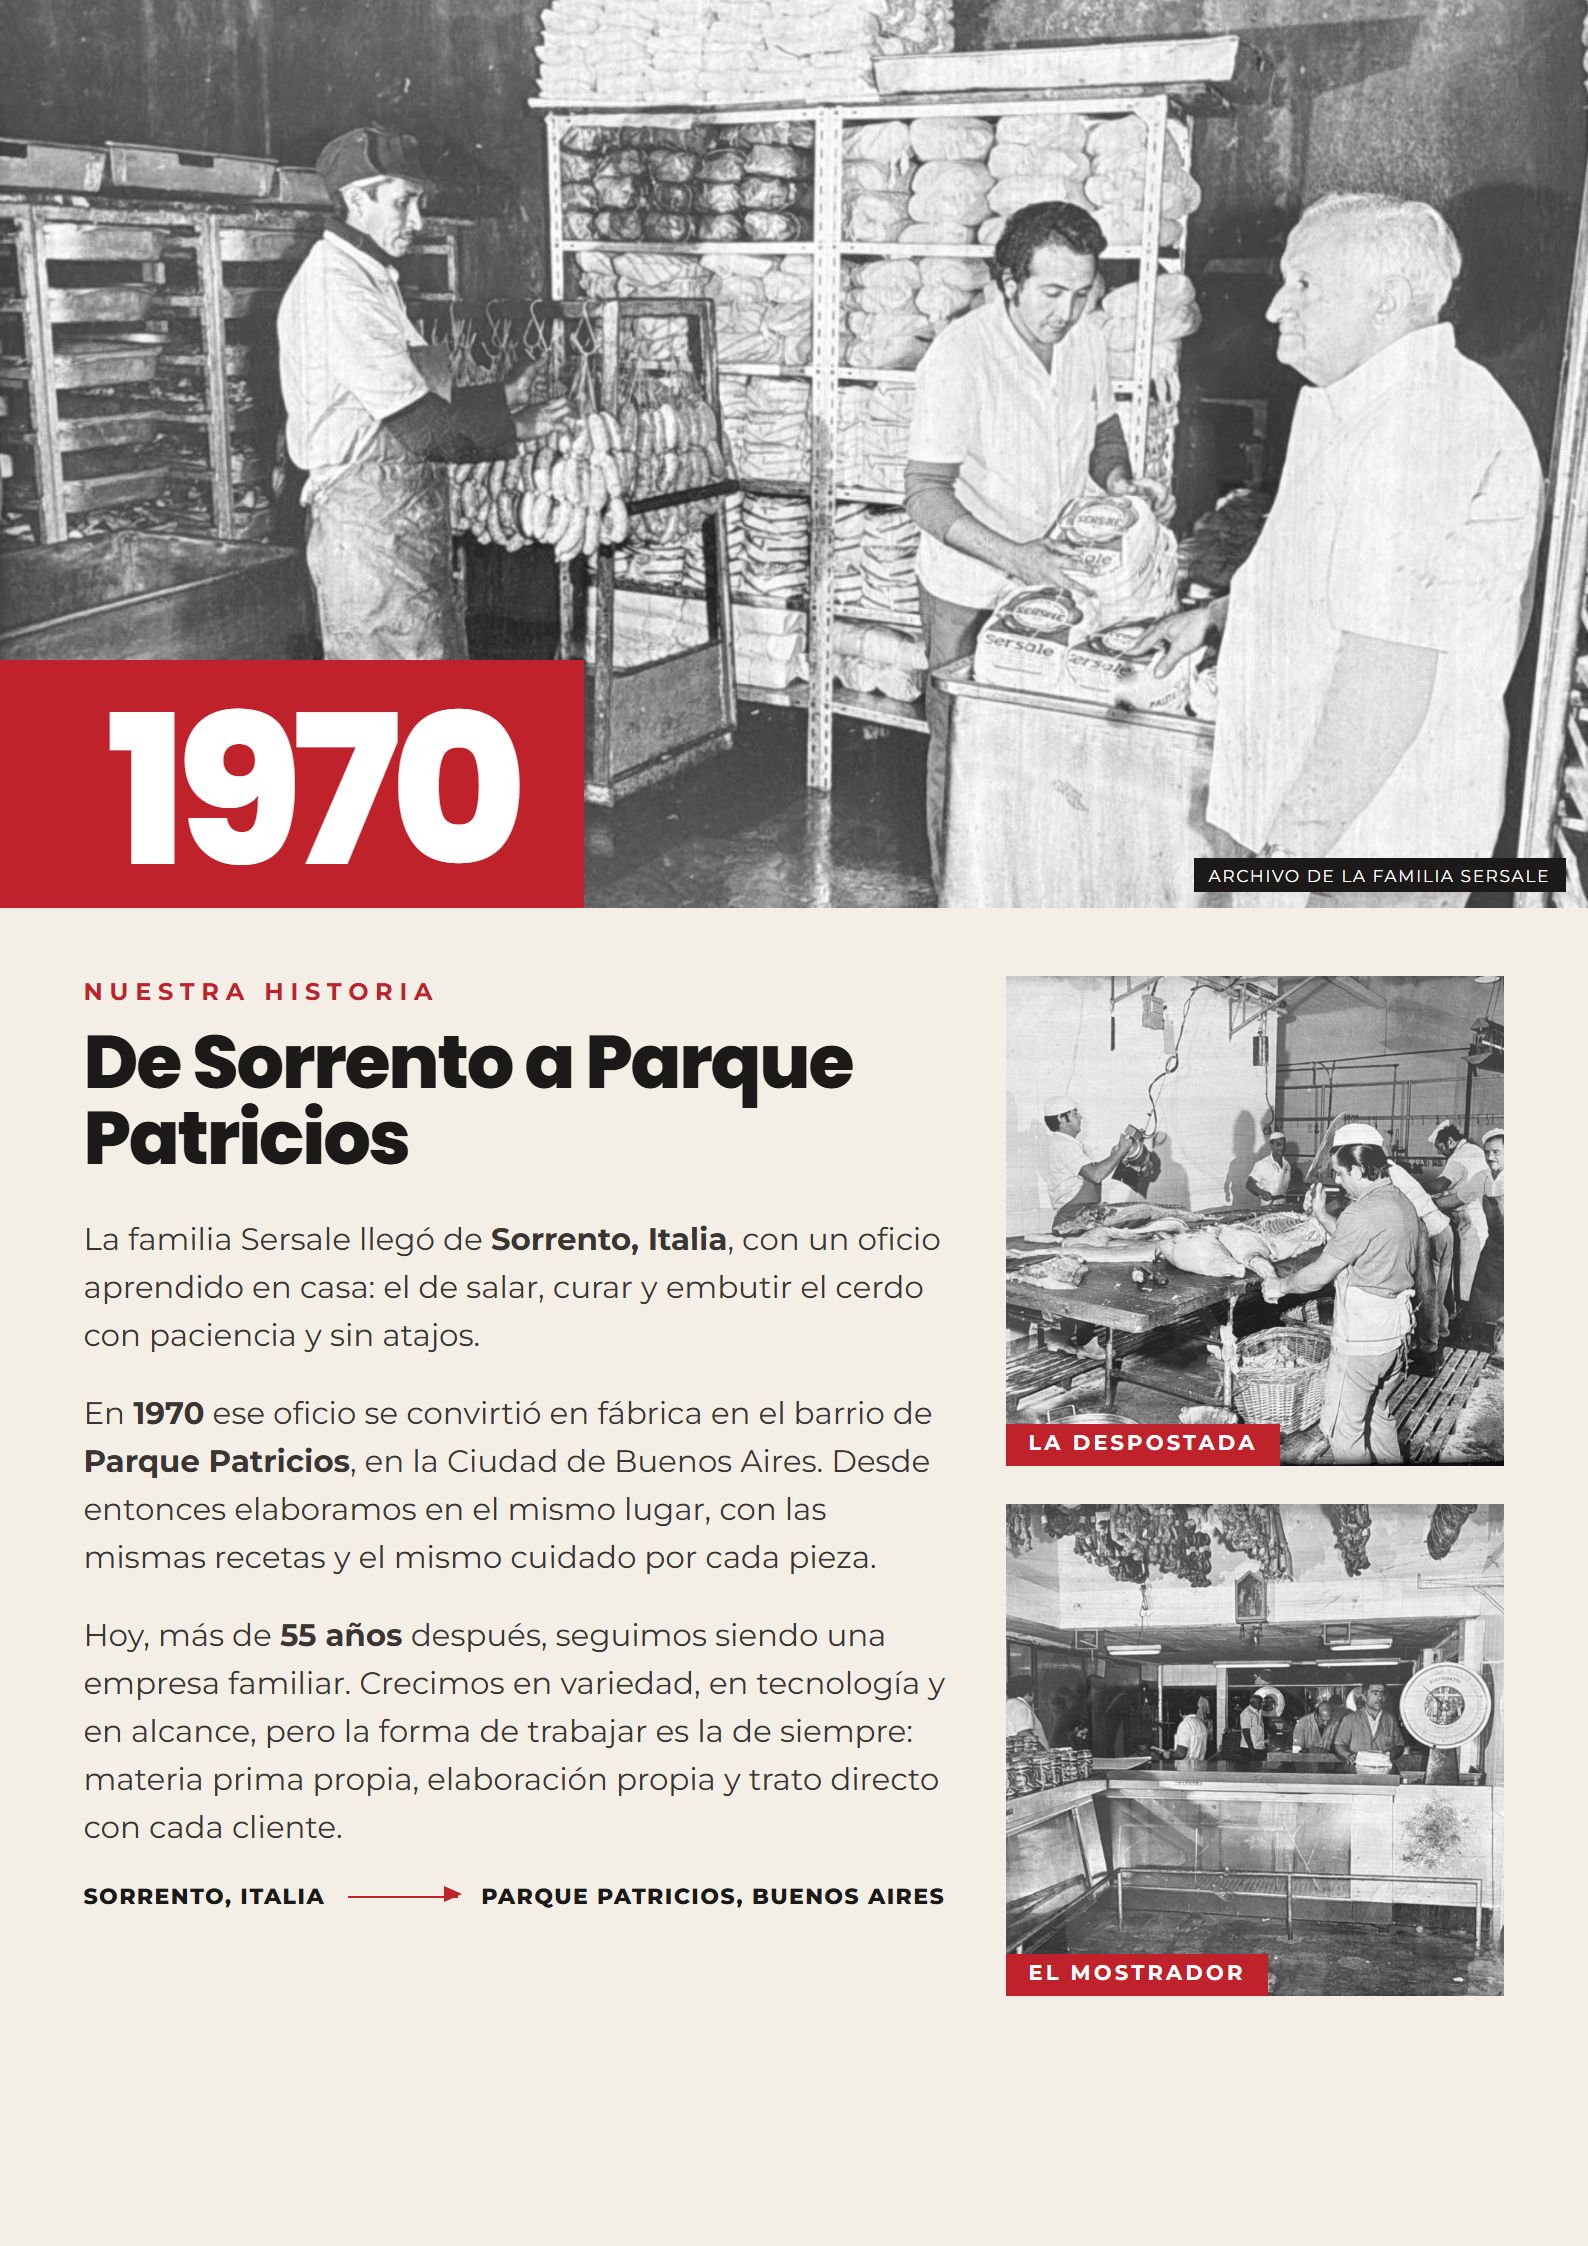 SERSALE
Sersale
SERSALE
1970
ARCHIVO DE LA FAMILIA SERSALE
NUESTRA HISTORIA
De Sorrento a Parque
Patricios
La familia Sersale llegó de Sorrento, Italia, con un oficio
aprendido en casa: el de salar, curar y embutir el cerdo
con paciencia y sin atajos.
En 1970 ese oficio se convirtió en fábrica en el barrio de
Parque Patricios, en la Ciudad de Buenos Aires. Desde
entonces elaboramos en el mismo lugar, con las
mismas recetas y el mismo cuidado por cada pieza.
Hoy, más de 55 años después, seguimos siendo una
empresa familiar. Crecimos en variedad, en tecnología y
en alcance, pero la forma de trabajar es la de siempre:
materia prima propia, elaboración propia y trato directo
con cada cliente.
SORRENTO, ITALIA
PARQUE PATRICIOS, BUENOS AIRES
LA DESPOSTADA
EL MOSTRADOR